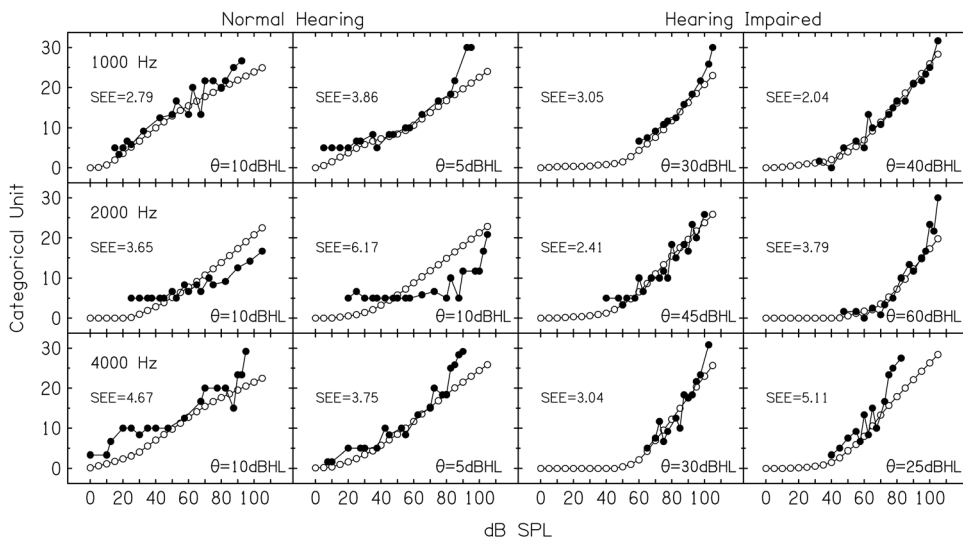 Normal Hearing Hearing Impaired
30
20
10
0
1000 Hz
SEE=2.79
θ=10dBHL
SEE=3.86
θ=5dBHL
SEE=3.05
θ=30dBHL
SEE=2.04
θ=40dBHL
Categorical Unit
30
20
10
0
2000 Hz
SEE=3.65
θ=10dBHL
SEE=6.17
θ=10dBHL
SEE=2.41
θ=45dBHL
SEE=3.79
θ=60dBHL
30
20
10
0
4000 Hz
SEE=4.67
θ=10dBHL
SEE=3.75
θ=5dBHL
SEE=3.04
θ=30dBHL
SEE=5.11
θ=25dBHL
0 20 40 60 80 100 0 20 40 60 80 100 0 20 40 60 80 100 0 20 40 60 80 100
dB SPL